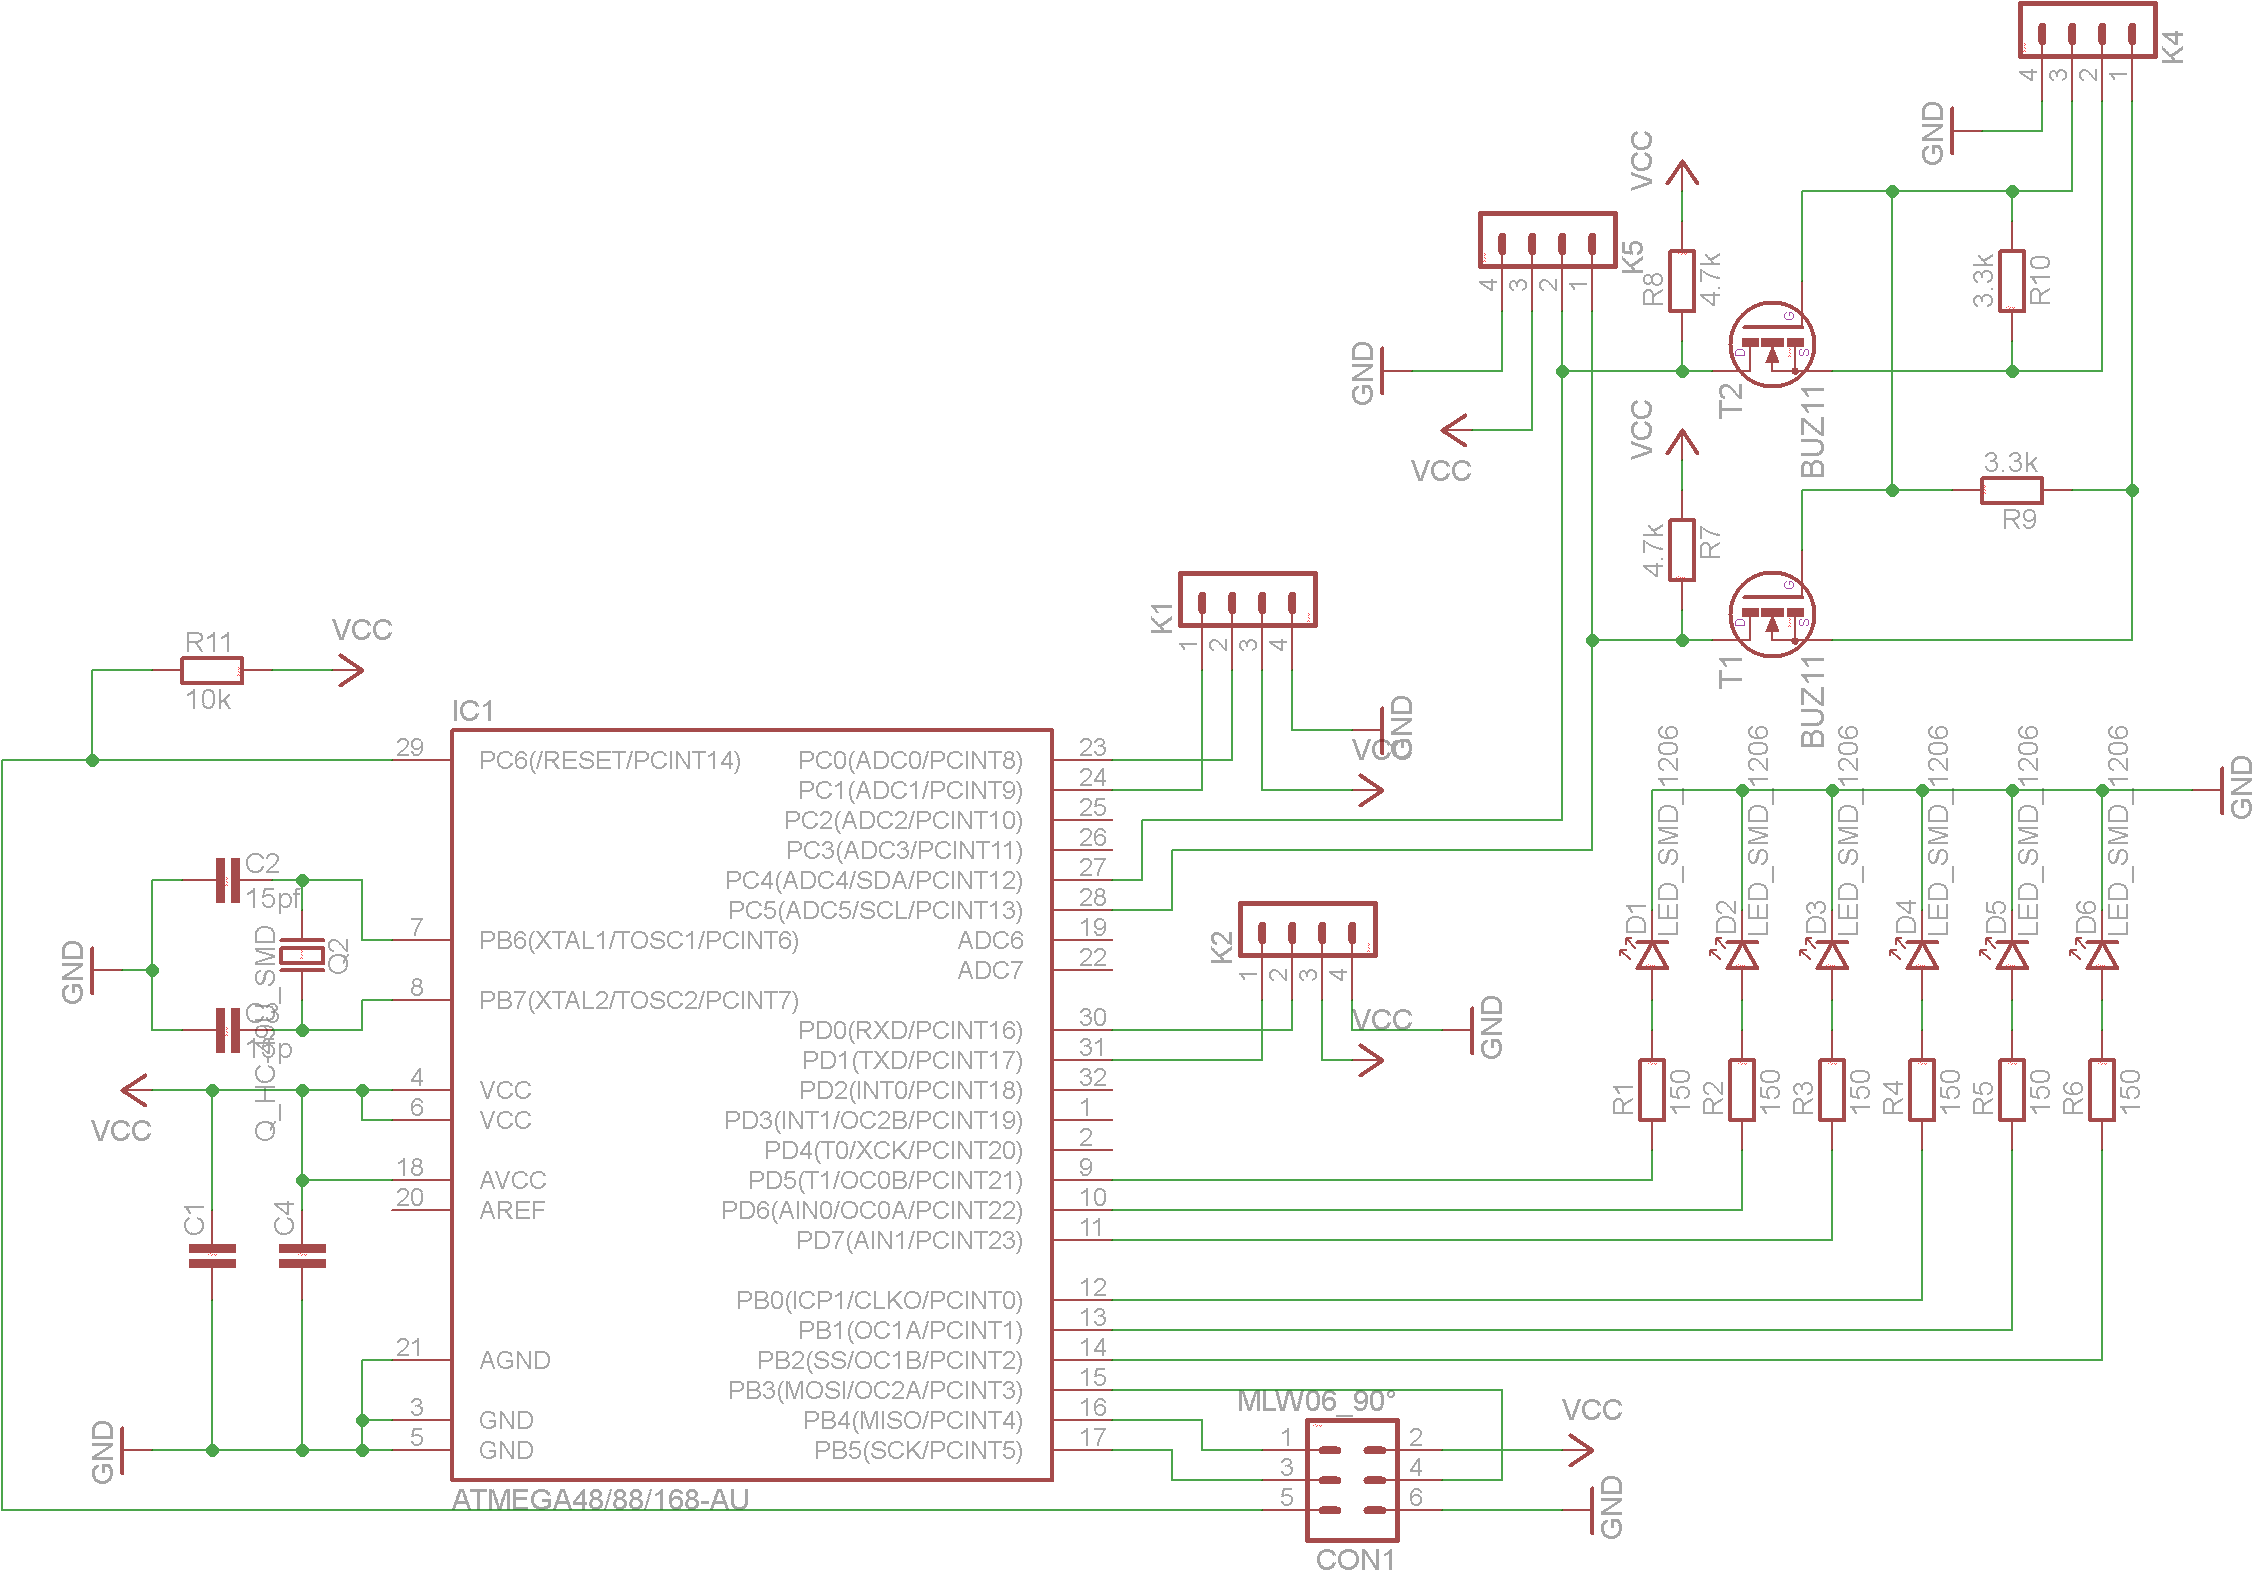 K4
4
3
2
1
GND
VCC
K5
4
3
2
1
R8
4.7k
3.3k
R10
G
D
S
T2
BUZ11
GND
VCC
VCC
3.3k
R9
4.7k
R7
G
D
S
T1
BUZ11
K1
1
2
3
4
GND
VCC
R11
10k
VCC
IC1
29
PC6(/RESET/PCINT14)
PC0(ADC0/PCINT8)
23
PC1(ADC1/PCINT9)
24
PC2(ADC2/PCINT10)
25
PC3(ADC3/PCINT11)
26
PC4(ADC4/SDA/PCINT12)
27
PC5(ADC5/SCL/PCINT13)
28
7
PB6(XTAL1/TOSC1/PCINT6)
ADC6
19
ADC7
22
8
PB7(XTAL2/TOSC2/PCINT7)
PD0(RXD/PCINT16)
30
PD1(TXD/PCINT17)
31
4
VCC
PD2(INT0/PCINT18)
32
6
VCC
PD3(INT1/OC2B/PCINT19)
1
PD4(T0/XCK/PCINT20)
2
18
AVCC
PD5(T1/OC0B/PCINT21)
9
20
AREF
PD6(AIN0/OC0A/PCINT22)
10
PD7(AIN1/PCINT23)
11
PB0(ICP1/CLKO/PCINT0)
12
PB1(OC1A/PCINT1)
13
21
AGND
PB2(SS/OC1B/PCINT2)
14
PB3(MOSI/OC2A/PCINT3)
15
3
GND
PB4(MISO/PCINT4)
16
5
GND
PB5(SCK/PCINT5)
17
ATMEGA48/88/168-AU
C2
15pf
GND
Q2
VCC
C1
C4
GND
K2
1
2
3
4
VCC
GND
D1
LED_SMD_1206
D2
LED_SMD_1206
D3
LED_SMD_1206
D4
LED_SMD_1206
D5
LED_SMD_1206
D6
LED_SMD_1206
GND
R1
150
R2
150
R3
150
R4
150
R5
150
R6
150
MLW06_90°
1
2
3
4
5
6
VCC
GND
CON1